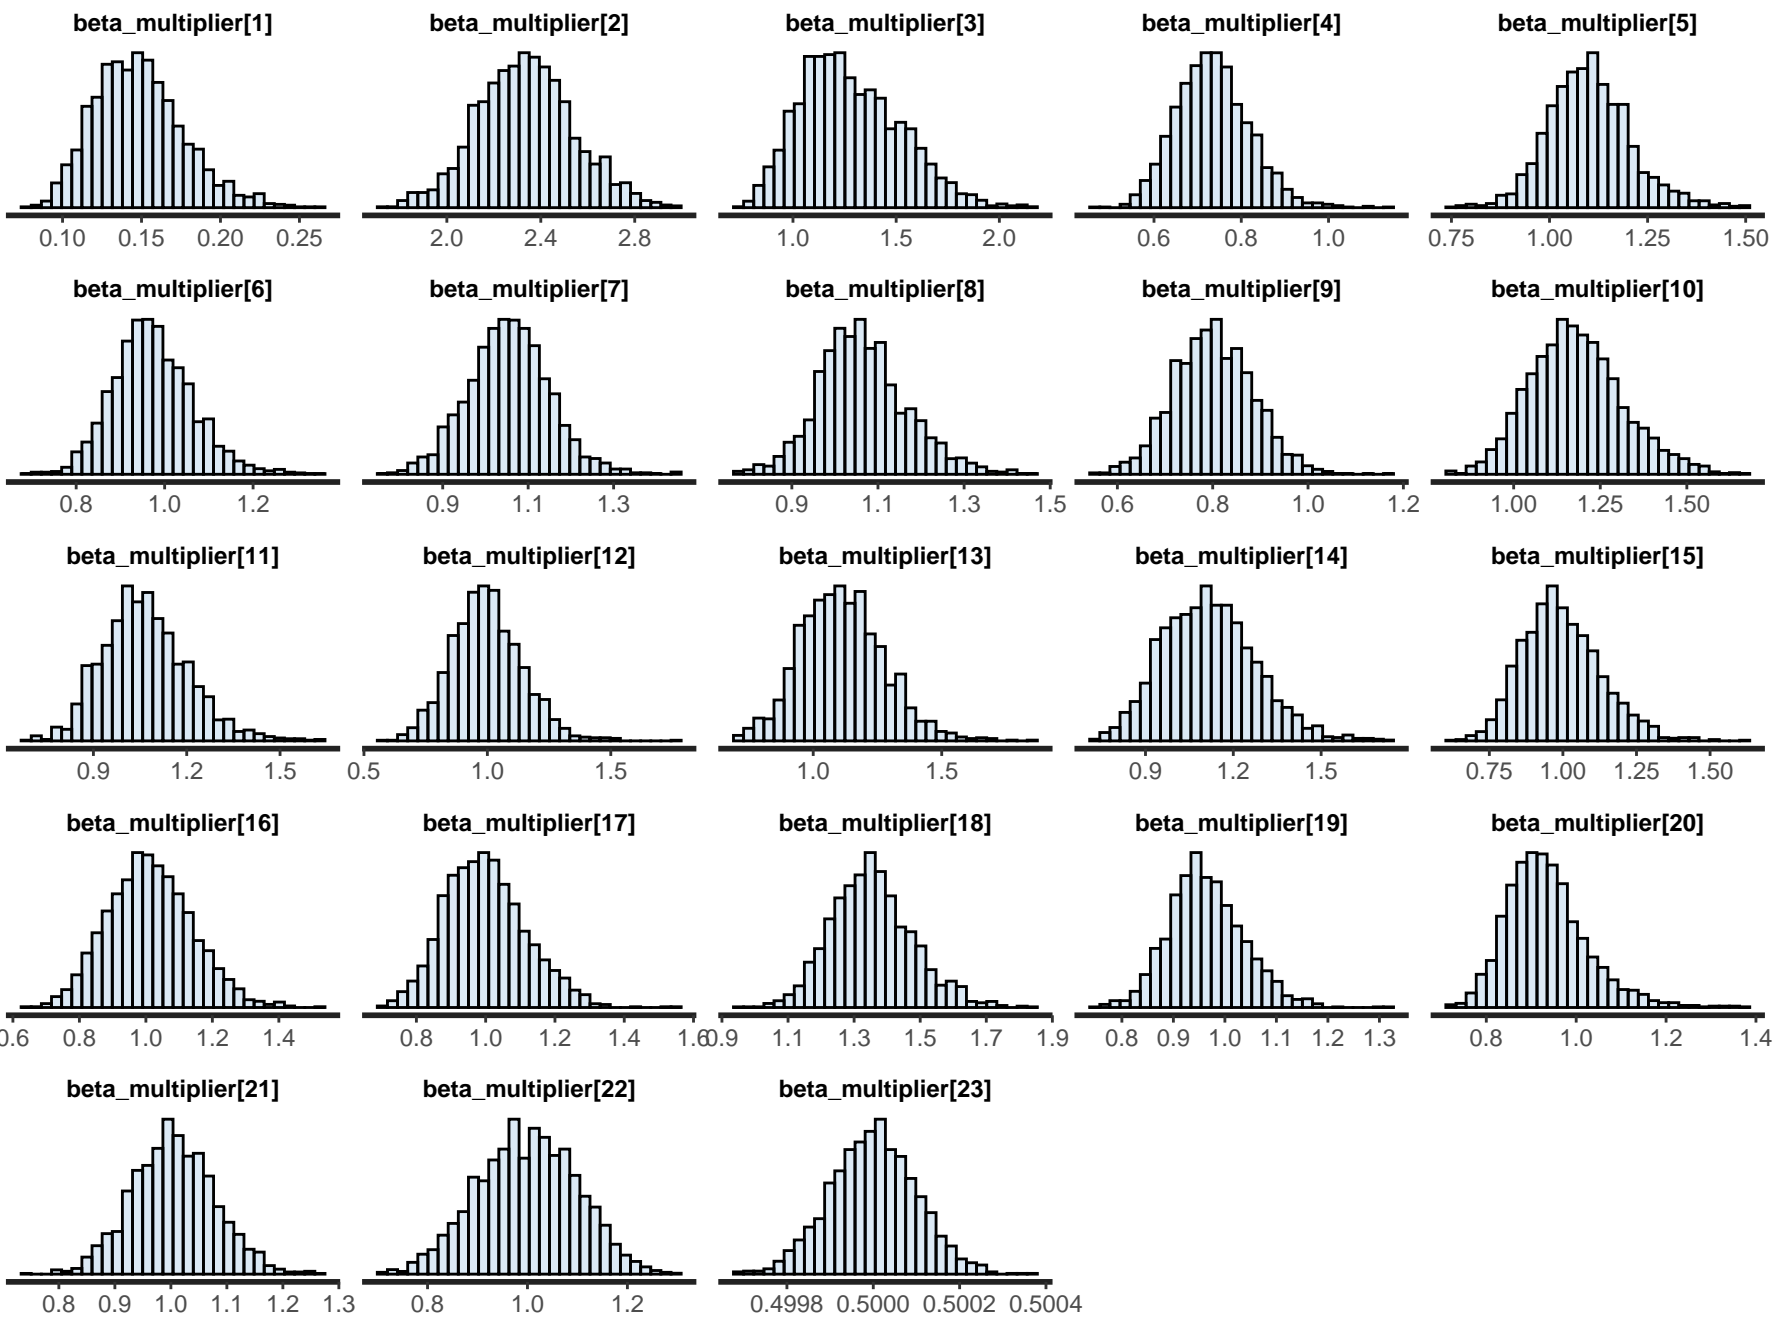 beta_multiplier[1] beta_multiplier[2] beta_multiplier[3] beta_multiplier[4] beta_multiplier[5]
0.10 0.15 0.20 0.25 2.0 2.4 2.8 1.0 1.5 2.0 0.6 0.8 1.0 0.75 1.00 1.25 1.50
beta_multiplier[6] beta_multiplier[7] beta_multiplier[8] beta_multiplier[9] beta_multiplier[10]
0.8 1.0 1.2 0.9 1.1 1.3 0.9 1.1 1.3 1.5 0.6 0.8 1.0 1.2 1.00 1.25 1.50
beta_multiplier[11] beta_multiplier[12] beta_multiplier[13] beta_multiplier[14] beta_multiplier[15]
0.9 1.2 1.5 0.5 1.0 1.5 1.0 1.5 0.9 1.2 1.5 0.75 1.00 1.25 1.50
beta_multiplier[16] beta_multiplier[17] beta_multiplier[18] beta_multiplier[19] beta_multiplier[20]
0.6 0.8 1.0 1.2 1.4 0.8 1.0 1.2 1.4 1.6 0.9 1.1 1.3 1.5 1.7 1.9 0.8 0.9 1.0 1.1 1.2 1.3 0.8 1.0 1.2 1.4
beta_multiplier[21] beta_multiplier[22] beta_multiplier[23]
0.8 0.9 1.0 1.1 1.2 1.3 0.8 1.0 1.2 0.4998 0.5000 0.5002 0.5004